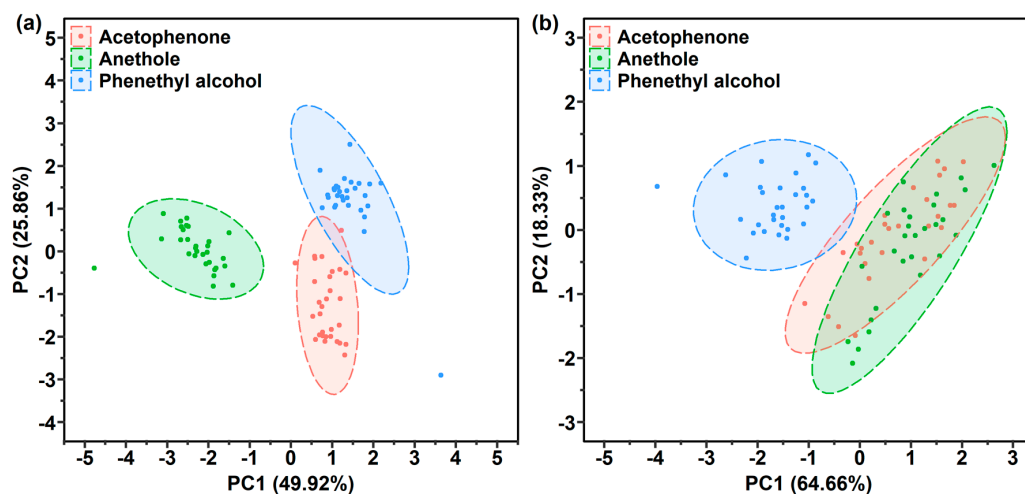 (a)
Acetophenone
Anethole
Phenethyl alcohol
5
4
3
2
1
0
-1
-2
-3
-4
PC2 (25.86%)
-5 -4 -3 -2 -1 0 1 2 3 4 5
PC1 (49.92%)
(b)
Acetophenone
Anethole
Phenethyl alcohol
3
2
1
0
-1
-2
-3
PC2 (18.33%)
-5 -4 -3 -2 -1 0 1 2 3
PC1 (64.66%)